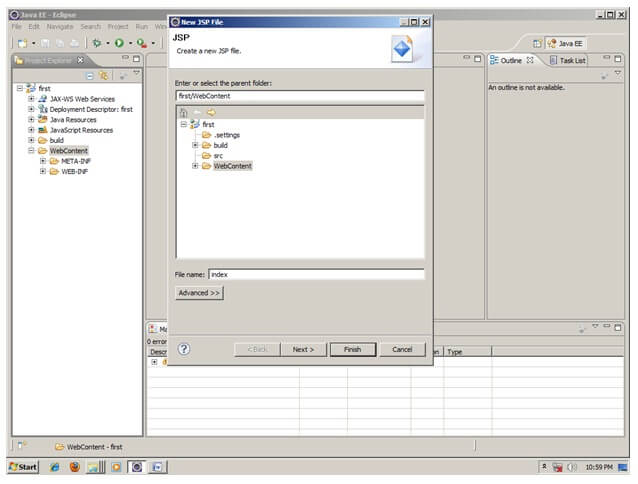 Java EE - Eclipse
File Edit Navigate Search Project Run
Project Explorer
first
JAX-WS Web Services
Deployment Descriptor: first
Java Resources
JavaScript Resources
build
WebContent
META-INF
WEB-INF
New JSP File
JSP
Create a new JSP file.
Enter or select the parent folder:
first/WebContent
first
.settings
build
src
WebContent
File name: index
Advanced >>
? < Back Next > Finish Cancel
Java EE
Outline Task List
An outline is not available.
0 error
Type
WebContent - first
Start 10:59 PM